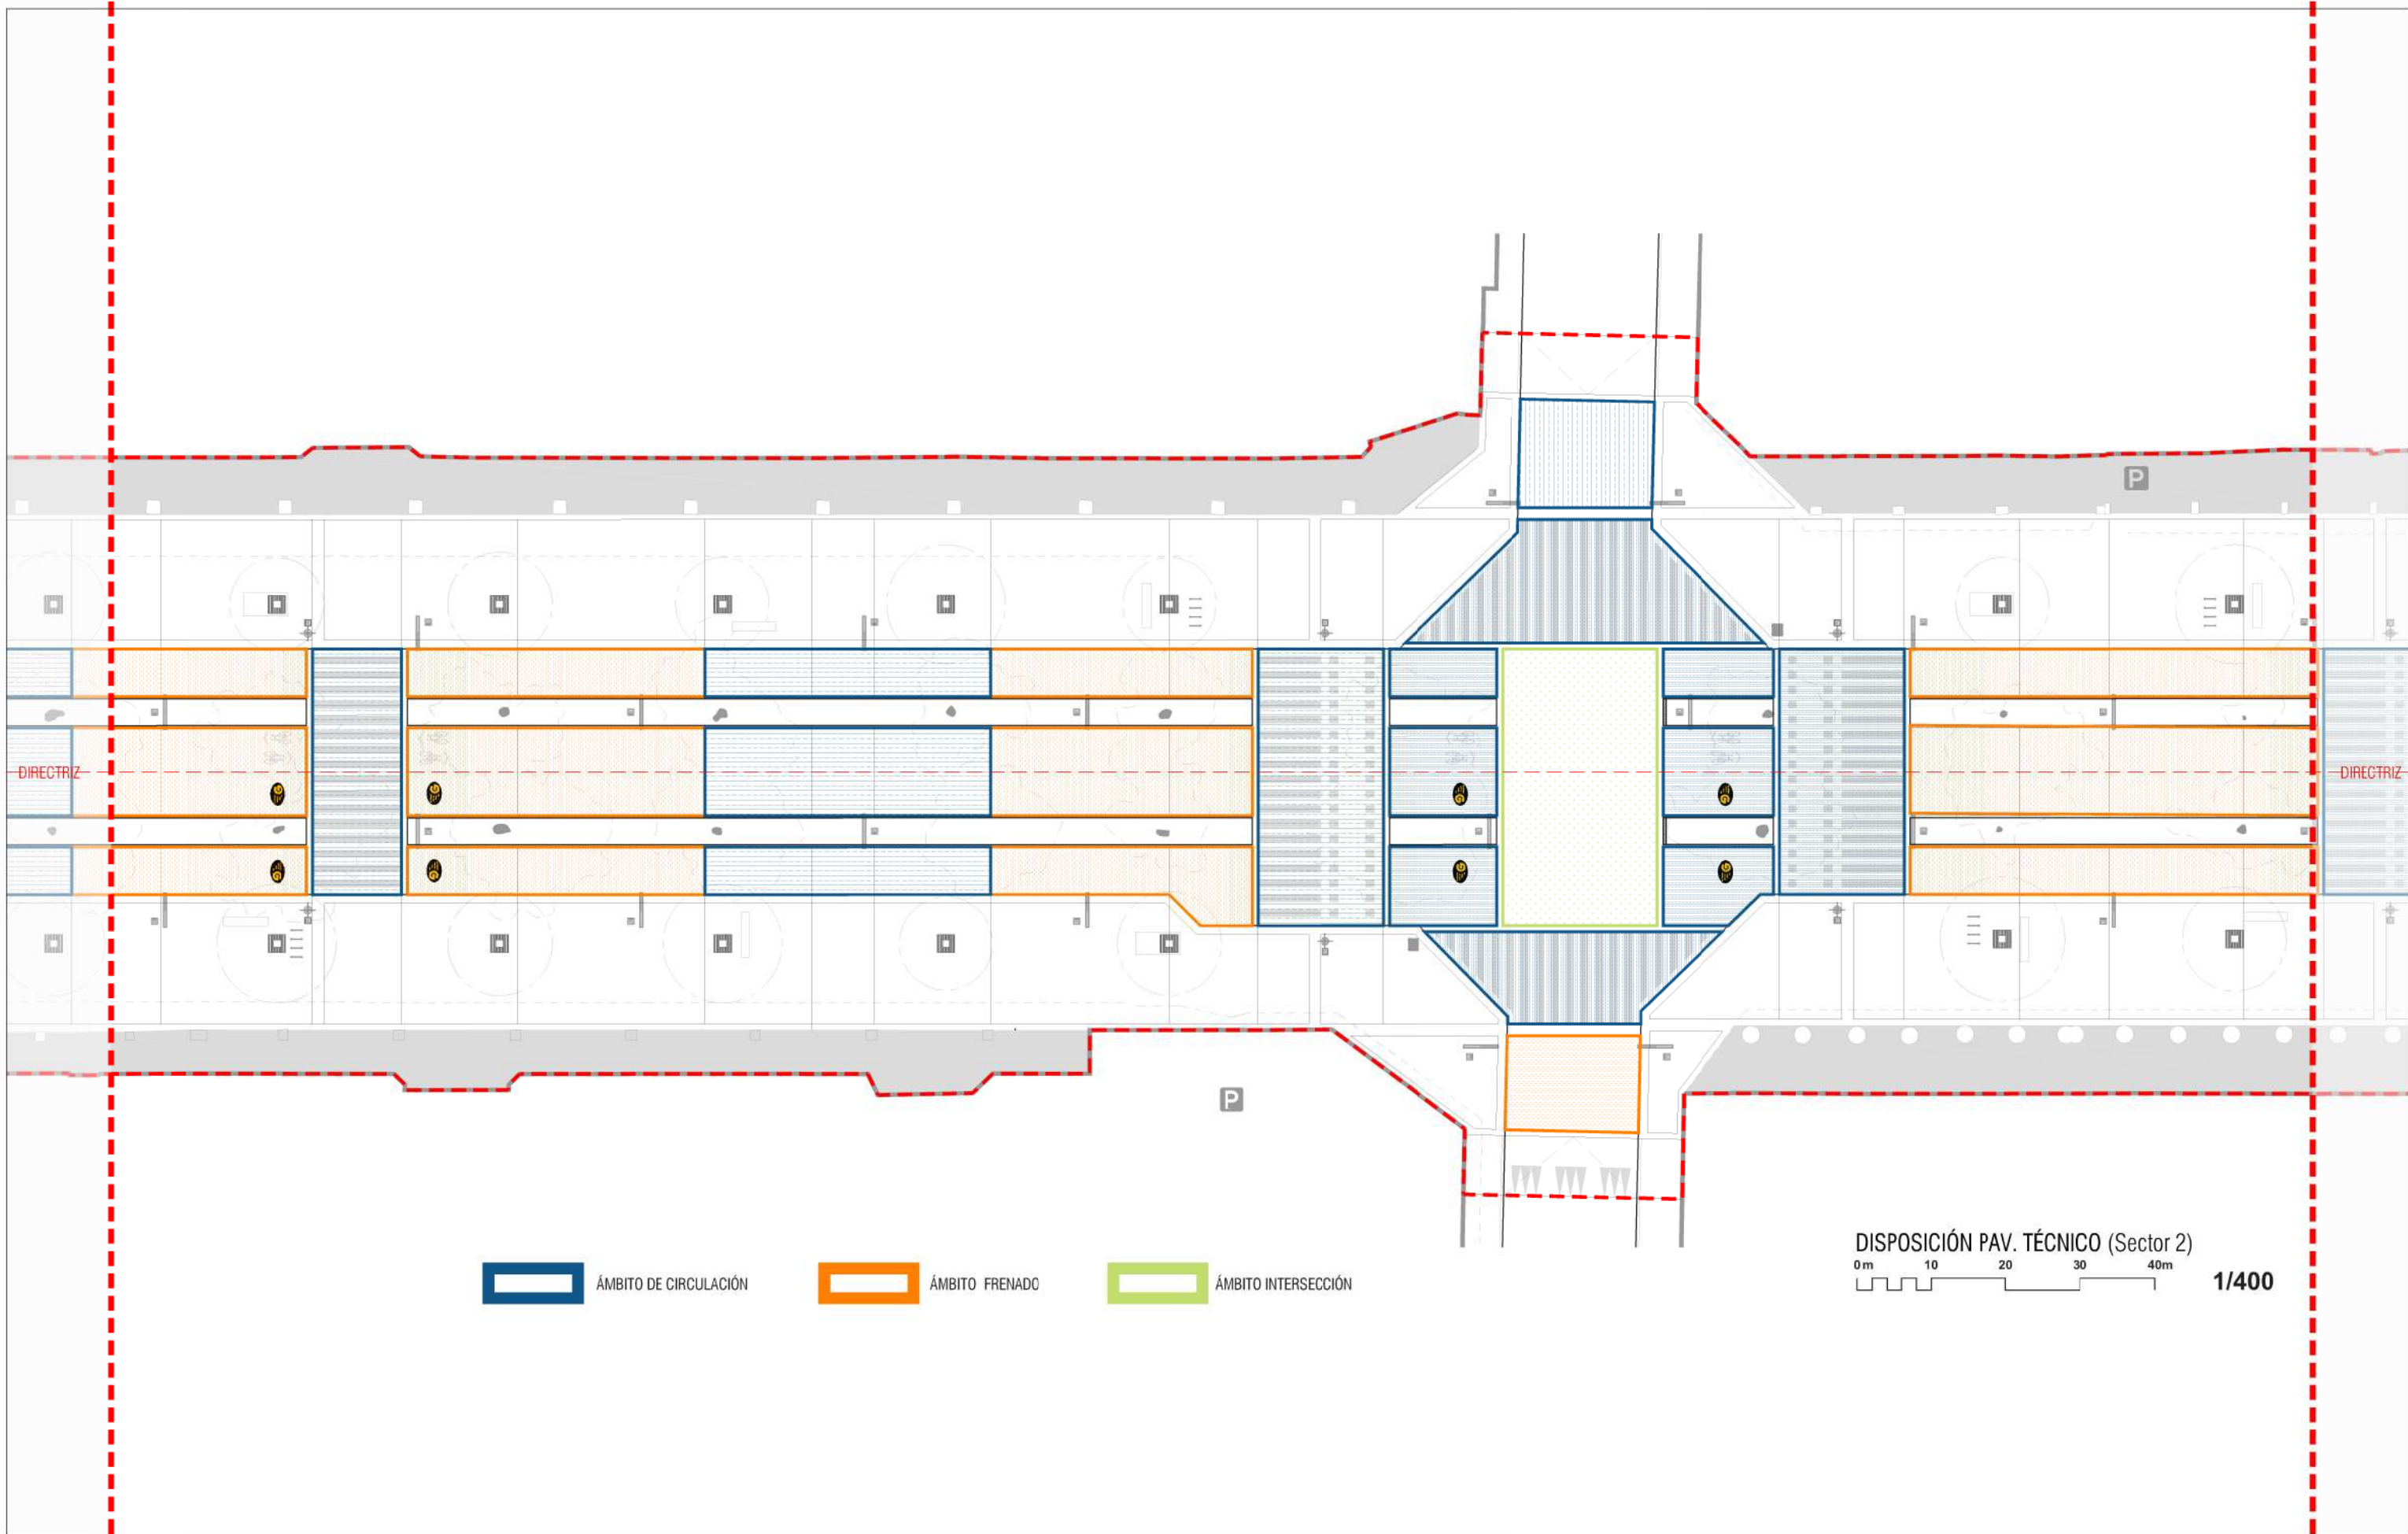 P
DIRECTRIZ
DIRECTRIZ
P
DISPOSICIÓN PAV. TÉCNICO (Sector 2)
0 m 10 20 30 40m
1/400
ÁMBITO DE CIRCULACIÓN
ÁMBITO FRENADO
ÁMBITO INTERSECCIÓN